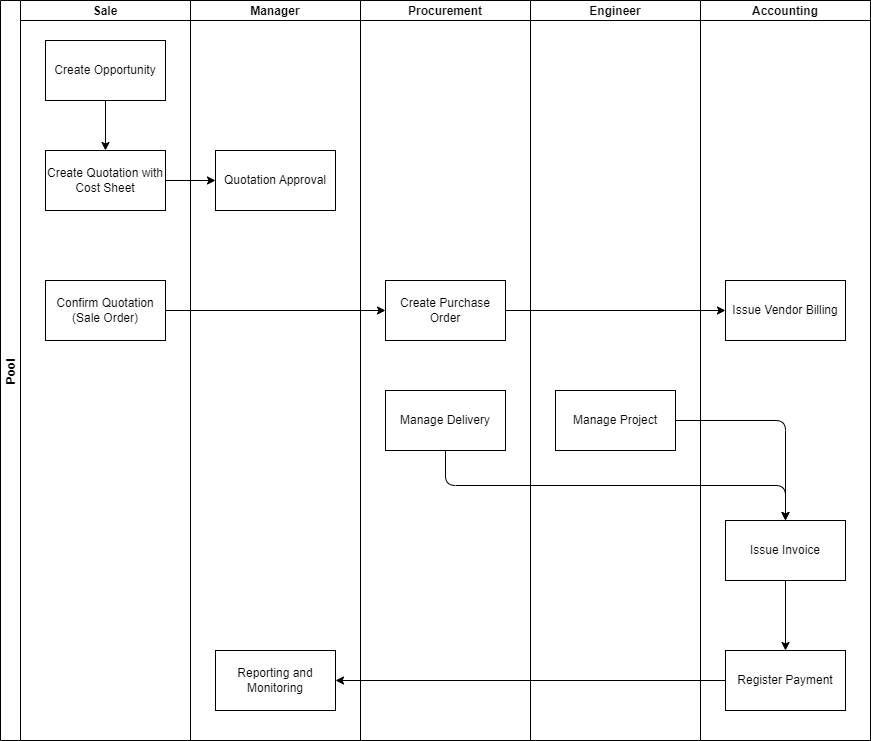 Sale
Manager
Procurement
Engineer
Accounting
Pool
Create Opportunity
Create Quotation with
Cost Sheet
Quotation Approval
Confirm Quotation
(Sale Order)
Create Purchase
Order
Issue Vendor Billing
Manage Delivery
Manage Project
Issue Invoice
Reporting and
Monitoring
Register Payment